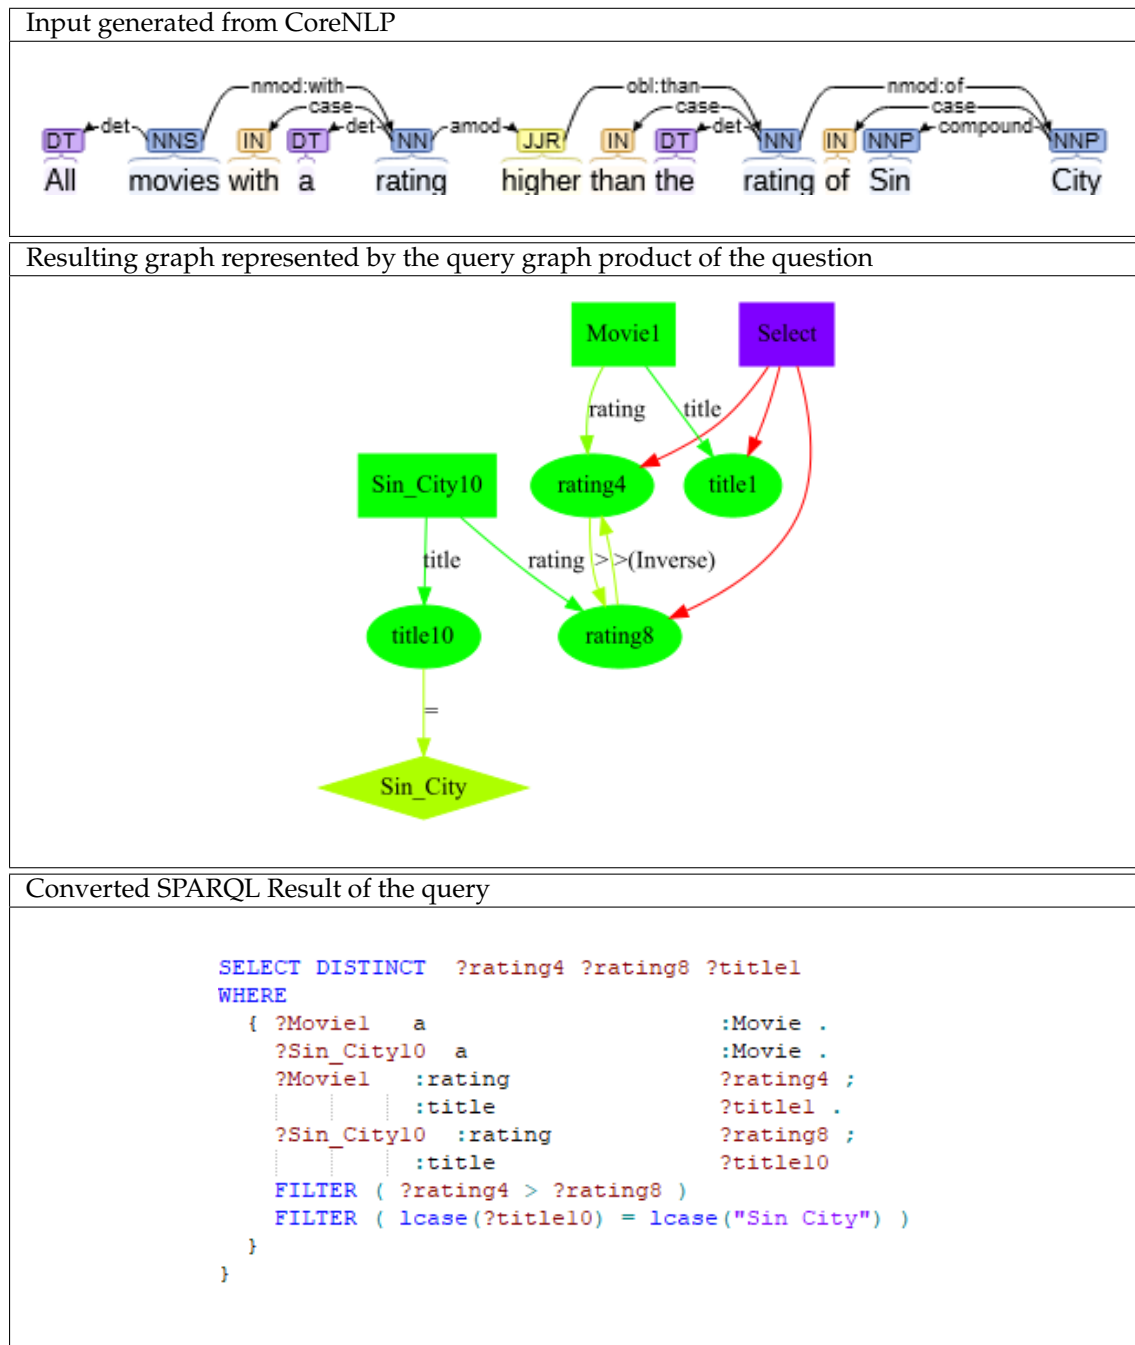 Input generated from CoreNLP
nmod:with obl:than nmod:of
case case case
det det amod det compound
DT NNS IN DT NN JJR IN DT NN IN NNP NNP
All movies with a rating higher than the rating of Sin City
Resulting graph represented by the query graph product of the question
Movie1 Select
rating title
Sin_City10 rating4 title1
title rating > >(Inverse)
title10 rating8
=
Sin_City
Converted SPARQL Result of the query
SELECT DISTINCT ?rating4 ?rating8 ?title1
WHERE
{ ?Movie1 a :Movie .
?Sin_City10 a :Movie .
?Movie1 :rating ?rating4 ;
:title ?title1 .
?Sin_City10 :rating ?rating8 ;
:title ?title10
FILTER ( ?rating4 > ?rating8 )
FILTER ( lcase(?title10) = lcase("Sin City") )
}
}